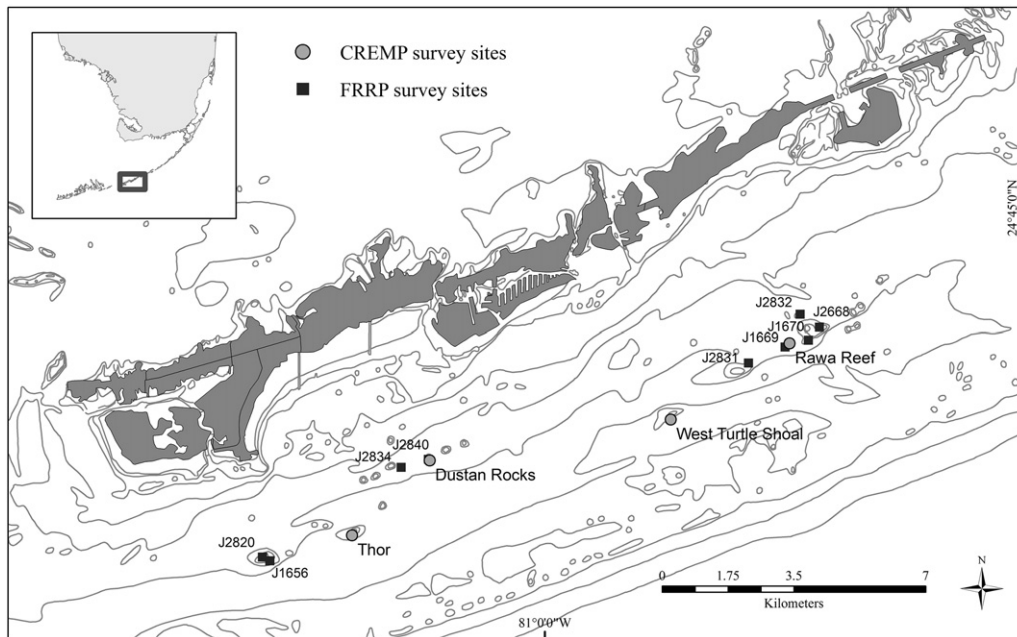 CREMP survey sites
FRRP survey sites
24°45'0"N
J2832
J2668
J1670
J1669
Rawa Reef
J2831
West Turtle Shoal
J2840
J2834
Dustan Rocks
Thor
J2820
J1656
N
0 1.75 3.5 7
Kilometers
81°0'0"W